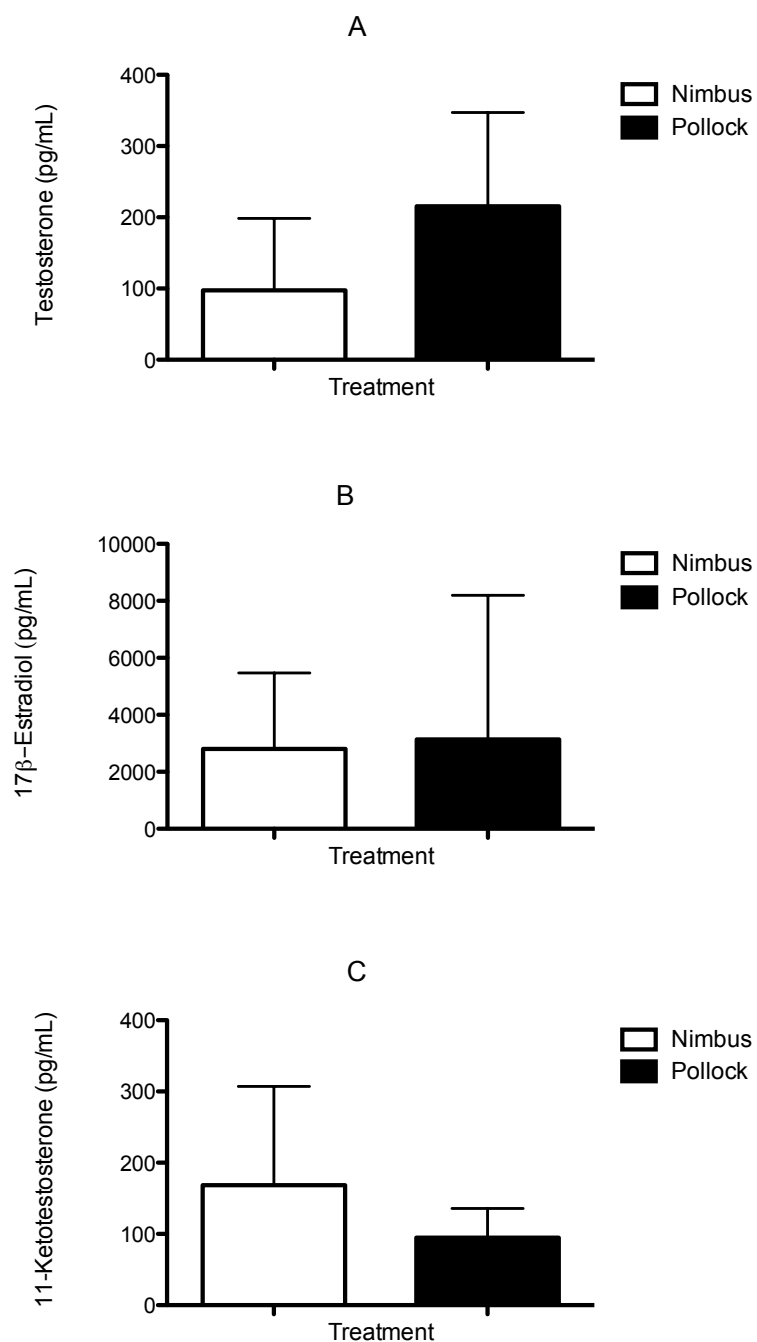 A
Testosterone (pg/mL)
400
300
200
100
0
Treatment
Nimbus
Pollock
B
17β−Estradiol (pg/mL)
10000
8000
6000
4000
2000
0
Treatment
Nimbus
Pollock
C
11-Ketotestosterone (pg/mL)
400
300
200
100
0
Treatment
Nimbus
Pollock